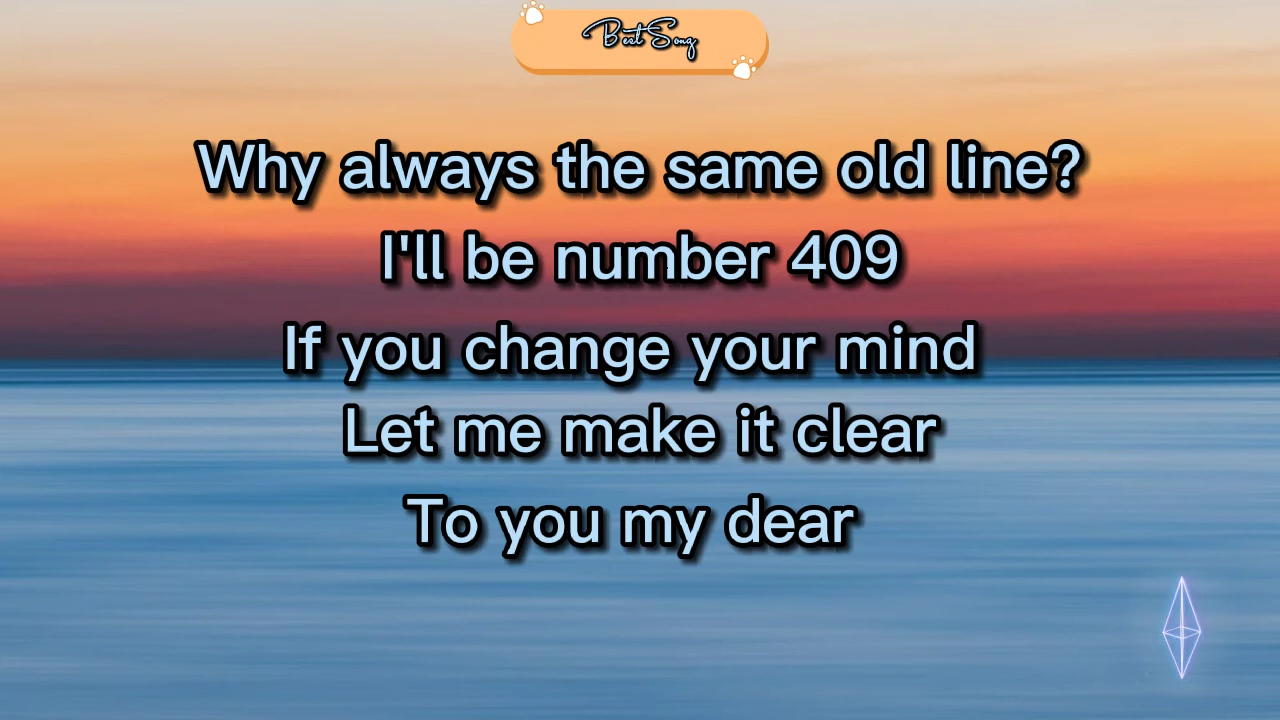 Best Song
Why always the same old line?
I'll be number 409
If you change your mind
Let me make it clear
To you my dear